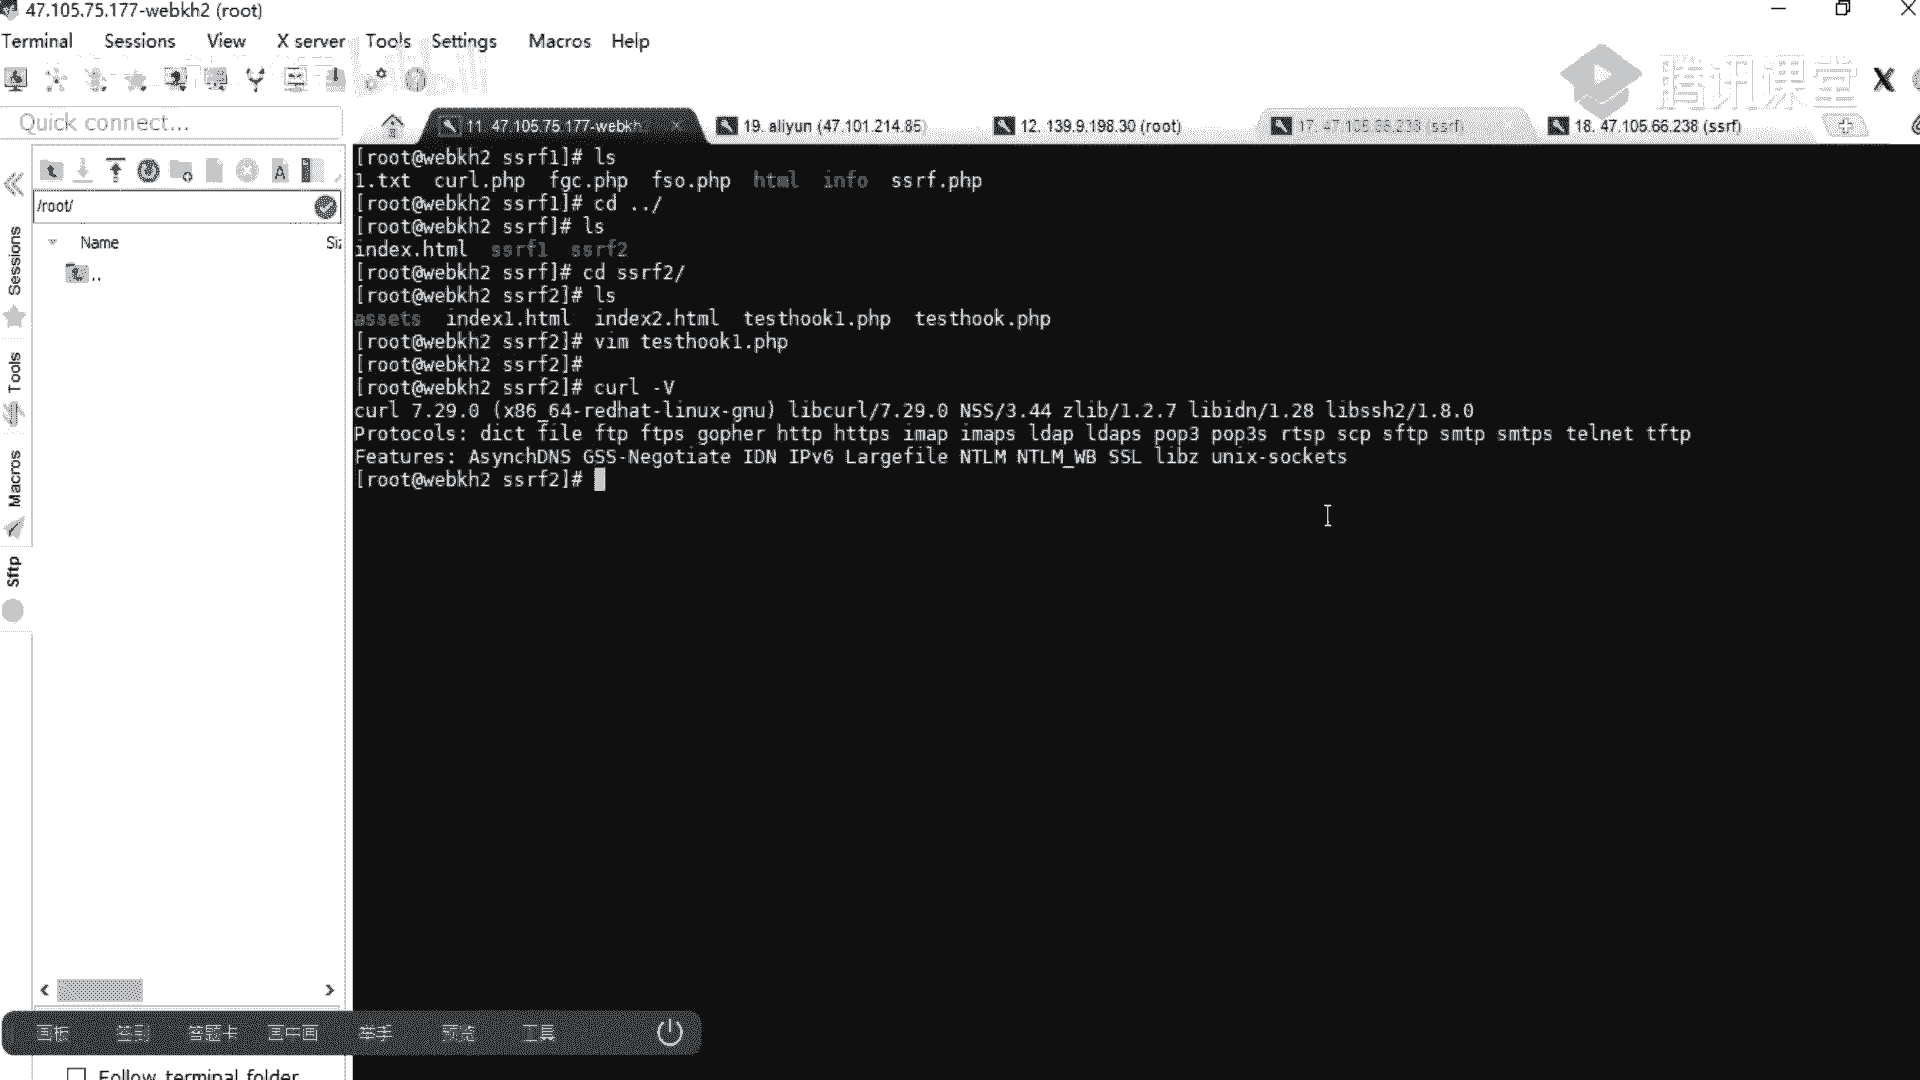 47.105.75.177-webkh2 (root)
Terminal Sessions View X server Tools Settings Macros Help
腾讯课堂
Quick connect...
11. 47.105.75.177-webkh
19. aliyun (47.101.214.85)
12. 139.9.198.30 (root)
17. 47.105.66.238 (ssrf)
18. 47.105.66.238 (ssrf)
/root/
Name Siz
..
Sessions
Tools
Macros
Sftp
[root@webkh2 ssrf1]# ls
1.txt curl.php fgc.php fso.php html info ssrf.php
[root@webkh2 ssrf1]# cd ../
[root@webkh2 ssrf]# ls
index.html ssrf1 ssrf2
[root@webkh2 ssrf]# cd ssrf2/
[root@webkh2 ssrf2]# ls
assets index1.html index2.html testhook1.php testhook.php
[root@webkh2 ssrf2]# vim testhook1.php
[root@webkh2 ssrf2]#
[root@webkh2 ssrf2]# curl -V
curl 7.29.0 (x86_64-redhat-linux-gnu) libcurl/7.29.0 NSS/3.44 zlib/1.2.7 libidn/1.28 libssh2/1.8.0
Protocols: dict file ftp ftps gopher http https imap imaps ldap ldaps pop3 pop3s rtsp scp sftp smtp smtps telnet tftp
Features: AsynchDNS GSS-Negotiate IDN IPv6 Largefile NTLM NTLM_WB SSL libz unix-sockets
[root@webkh2 ssrf2]#
画板 签到 答题卡 画中画 举手 预览 工具
Follow terminal folder